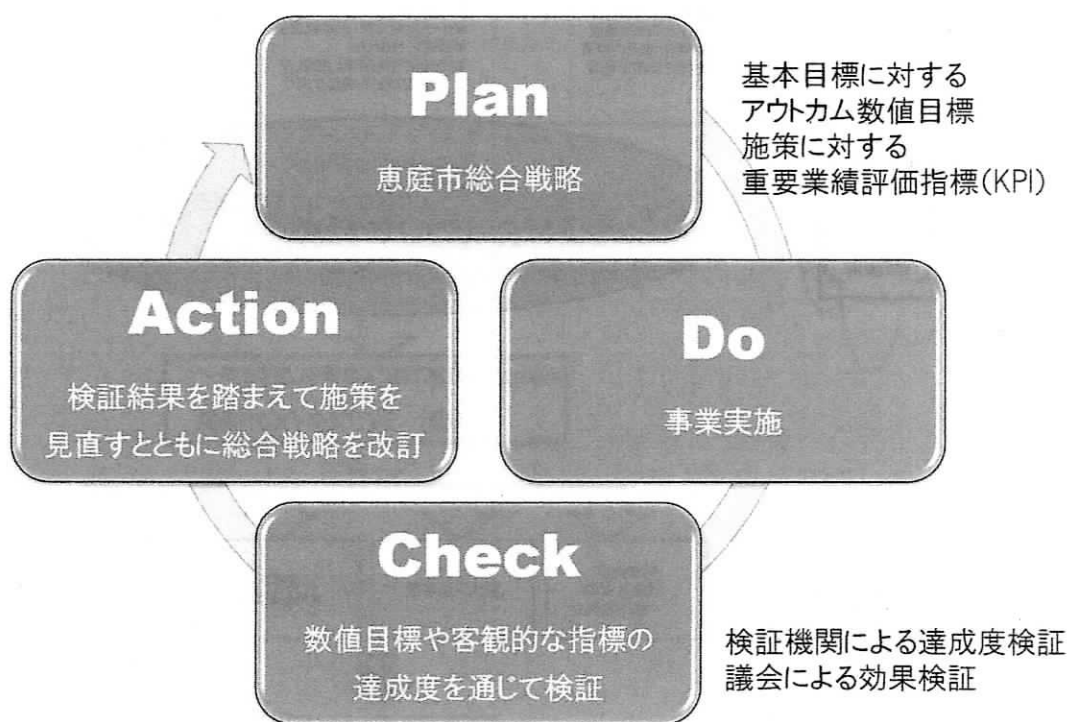 Plan
恵庭市総合戦略
基本目標に対する
アウトカム数値目標
施策に対する
重要業績評価指標(KPI)
Do
事業実施
Check
数値目標や客観的な指標の
達成度を通じて検証
検証機関による達成度検証
議会による効果検証
Action
検証結果を踏まえて施策を
見直すとともに総合戦略を改訂